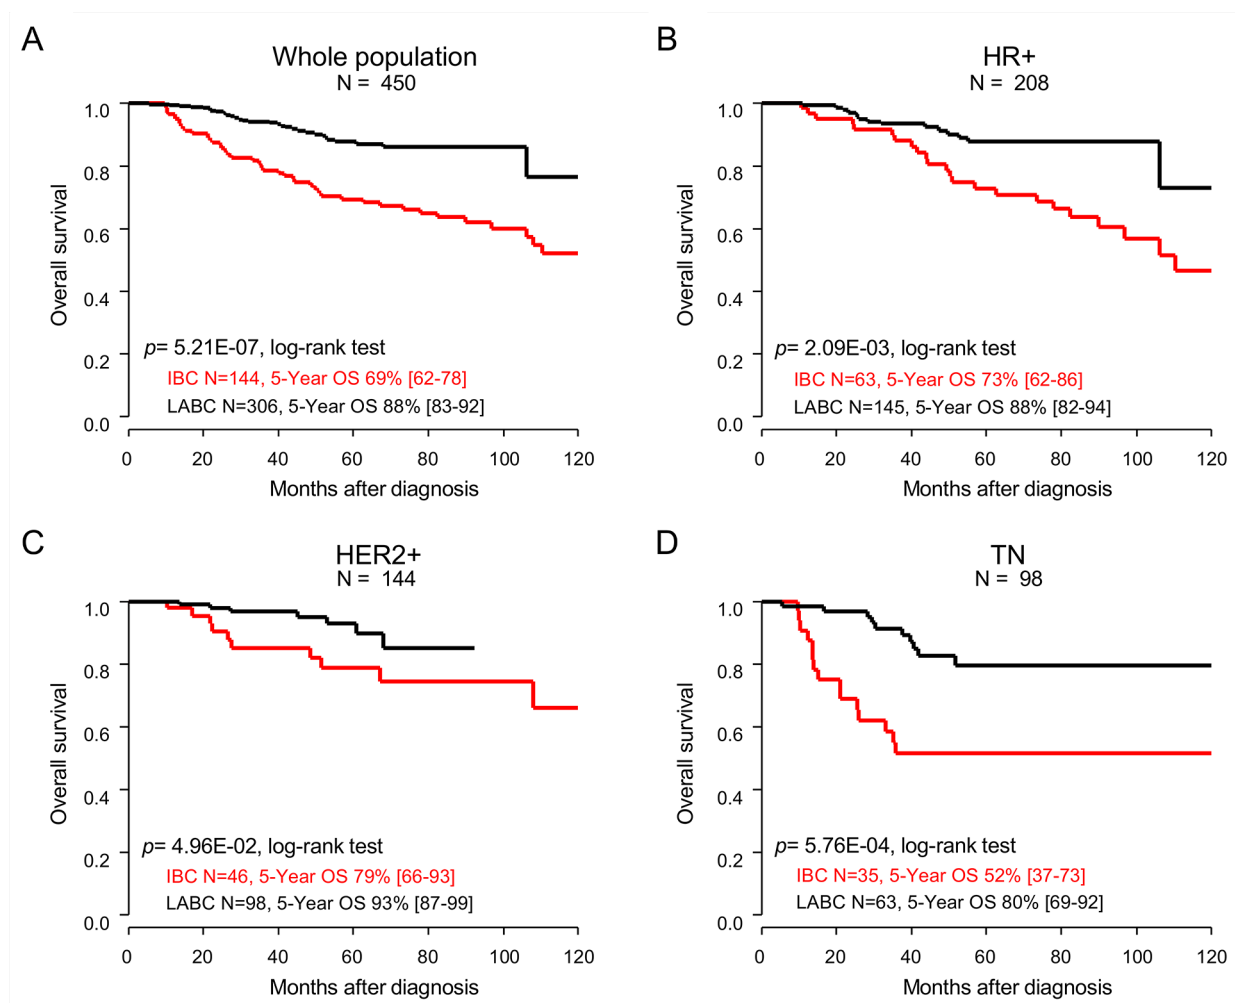 A
Whole population
N = 450
1.0
0.8
0.6
0.4
0.2
0.0
Overall survival
p= 5.21E-07, log-rank test
IBC N=144, 5-Year OS 69% [62-78]
LABC N=306, 5-Year OS 88% [83-92]
0 20 40 60 80 100 120
Months after diagnosis
B
HR+
N = 208
1.0
0.8
0.6
0.4
0.2
0.0
Overall survival
p= 2.09E-03, log-rank test
IBC N=63, 5-Year OS 73% [62-86]
LABC N=145, 5-Year OS 88% [82-94]
0 20 40 60 80 100 120
Months after diagnosis
C
HER2+
N = 144
1.0
0.8
0.6
0.4
0.2
0.0
Overall survival
p= 4.96E-02, log-rank test
IBC N=46, 5-Year OS 79% [66-93]
LABC N=98, 5-Year OS 93% [87-99]
0 20 40 60 80 100 120
Months after diagnosis
D
TN
N = 98
1.0
0.8
0.6
0.4
0.2
0.0
Overall survival
p= 5.76E-04, log-rank test
IBC N=35, 5-Year OS 52% [37-73]
LABC N=63, 5-Year OS 80% [69-92]
0 20 40 60 80 100 120
Months after diagnosis